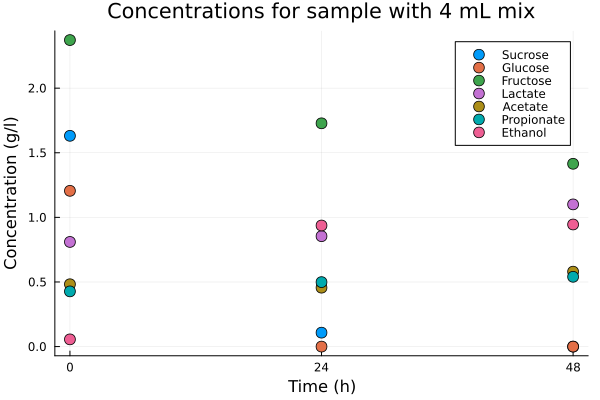 Concentrations for sample with 4 mL mix
Concentration (g/l)
2.0
1.5
1.0
0.5
0.0
Sucrose
Glucose
Fructose
Lactate
Acetate
Propionate
Ethanol
0
24
48
Time (h)